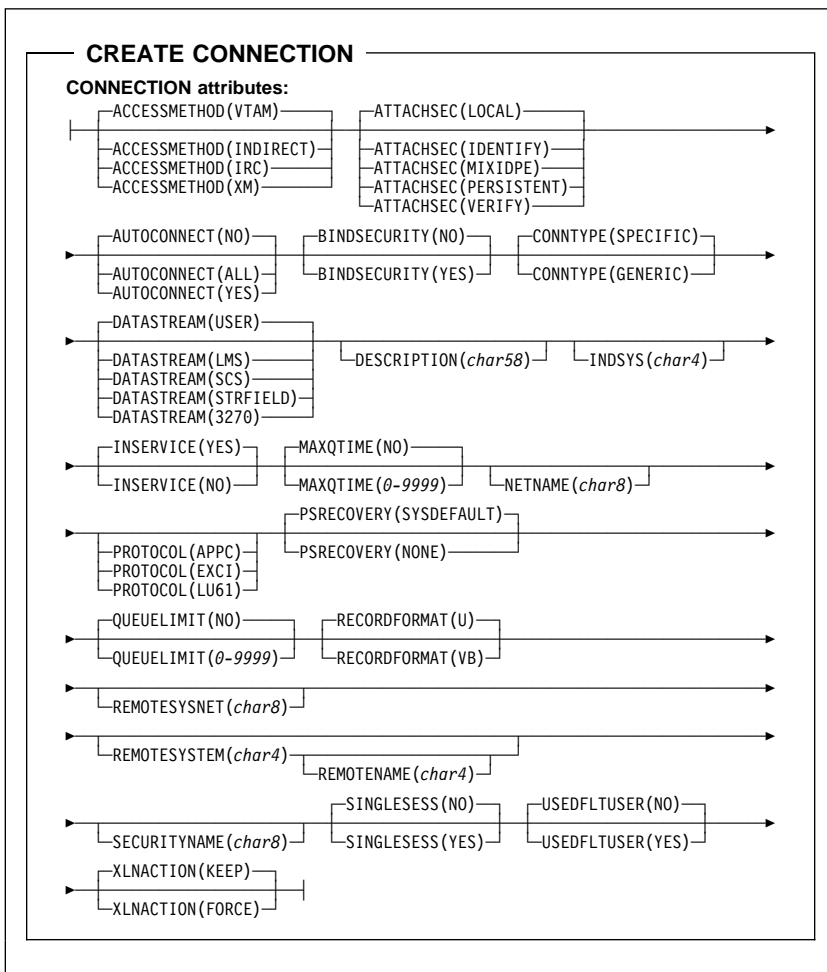 CREATE CONNECTION
CONNECTION attributes:
ACCESSMETHOD(VTAM) ATTACHSEC(LOCAL)
ACCESSMETHOD(INDIRECT) ATTACHSEC(IDENTIFY)
ACCESSMETHOD(IRC) ATTACHSEC(MIXIDPE)
ACCESSMETHOD(XM) ATTACHSEC(PERSISTENT)
ATTACHSEC(VERIFY)
AUTOCONNECT(NO) BINDSECURITY(NO) CONNTYPE(SPECIFIC)
AUTOCONNECT(ALL) BINDSECURITY(YES) CONNTYPE(GENERIC)
AUTOCONNECT(YES)
DATASTREAM(USER)
DATASTREAM(LMS) DESCRIPTION(char58) INDSYS(char4)
DATASTREAM(SCS)
DATASTREAM(STRFIELD)
DATASTREAM(3270)
INSERVICE(YES) MAXQTIME(NO)
INSERVICE(NO) MAXQTIME(0-9999) NETNAME(char8)
PSRECOVERY(SYSDEFAULT)
PROTOCOL(APPC) PSRECOVERY(NONE)
PROTOCOL(EXCI)
PROTOCOL(LU61)
QUEUELIMIT(NO) RECORDFORMAT(U)
QUEUELIMIT(0-9999) RECORDFORMAT(VB)
REMOTESYSNET(char8)
REMOTESYSTEM(char4)
REMOTENAME(char4)
SINGLESESS(NO) USEDFLTUSER(NO)
SECURITYNAME(char8) SINGLESESS(YES) USEDFLTUSER(YES)
XLNACTION(KEEP)
XLNACTION(FORCE)